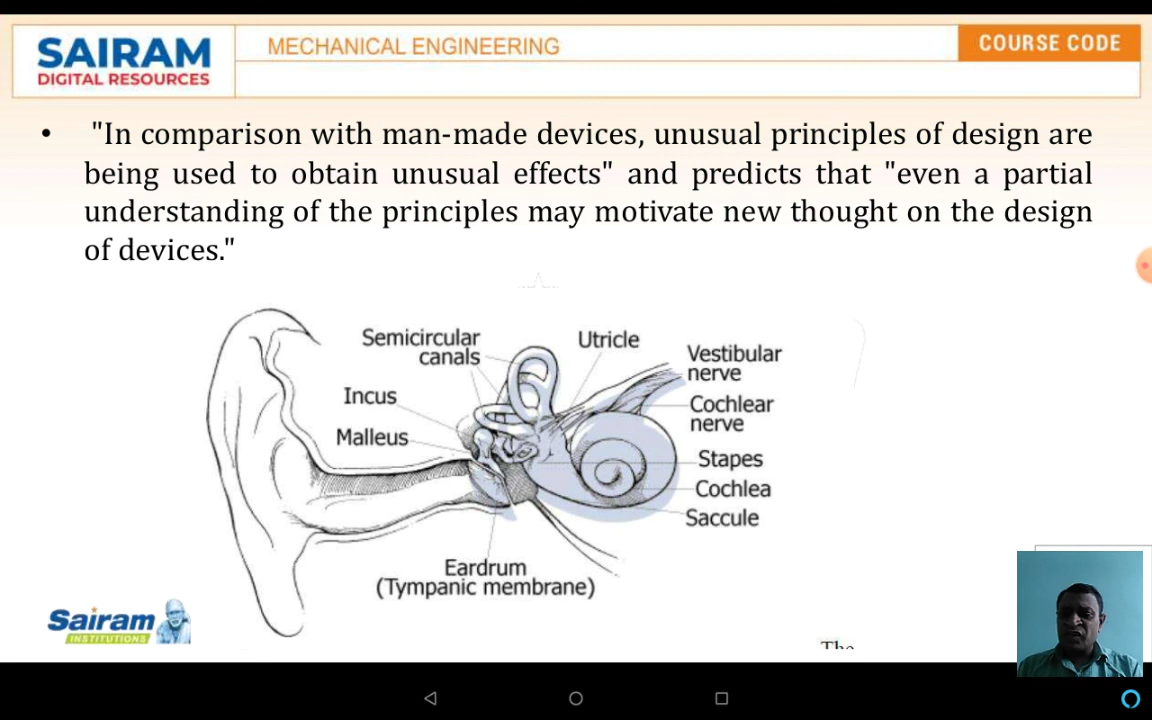 SAIRAM
DIGITAL RESOURCES
MECHANICAL ENGINEERING
COURSE CODE
• "In comparison with man-made devices, unusual principles of design are
being used to obtain unusual effects" and predicts that "even a partial
understanding of the principles may motivate new thought on the design
of devices."
Semicircular
canals
Utricle
Vestibular
nerve
Incus
Cochlear
nerve
Malleus
Stapes
Cochlea
Saccule
Eardrum
(Tympanic membrane)
Sairam
INSTITUTIONS
The